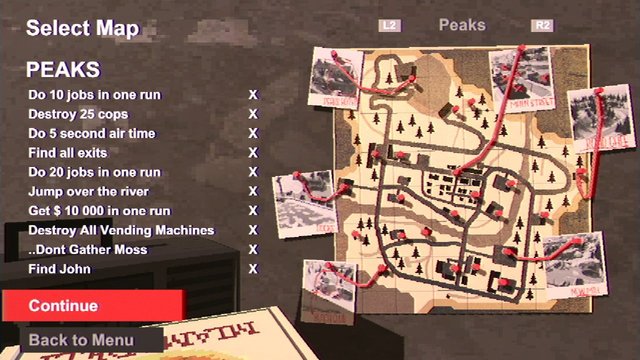 Select Map
L2 Peaks R2
PEAKS
Do 10 jobs in one run X
Destroy 25 cops X
Do 5 second air time X
Find all exits X
Do 20 jobs in one run X
Jump over the river X
Get $ 10 000 in one run X
Destroy All Vending Machines X
..Dont Gather Moss X
Find John X
Continue
Back to Menu
MAIN STREET